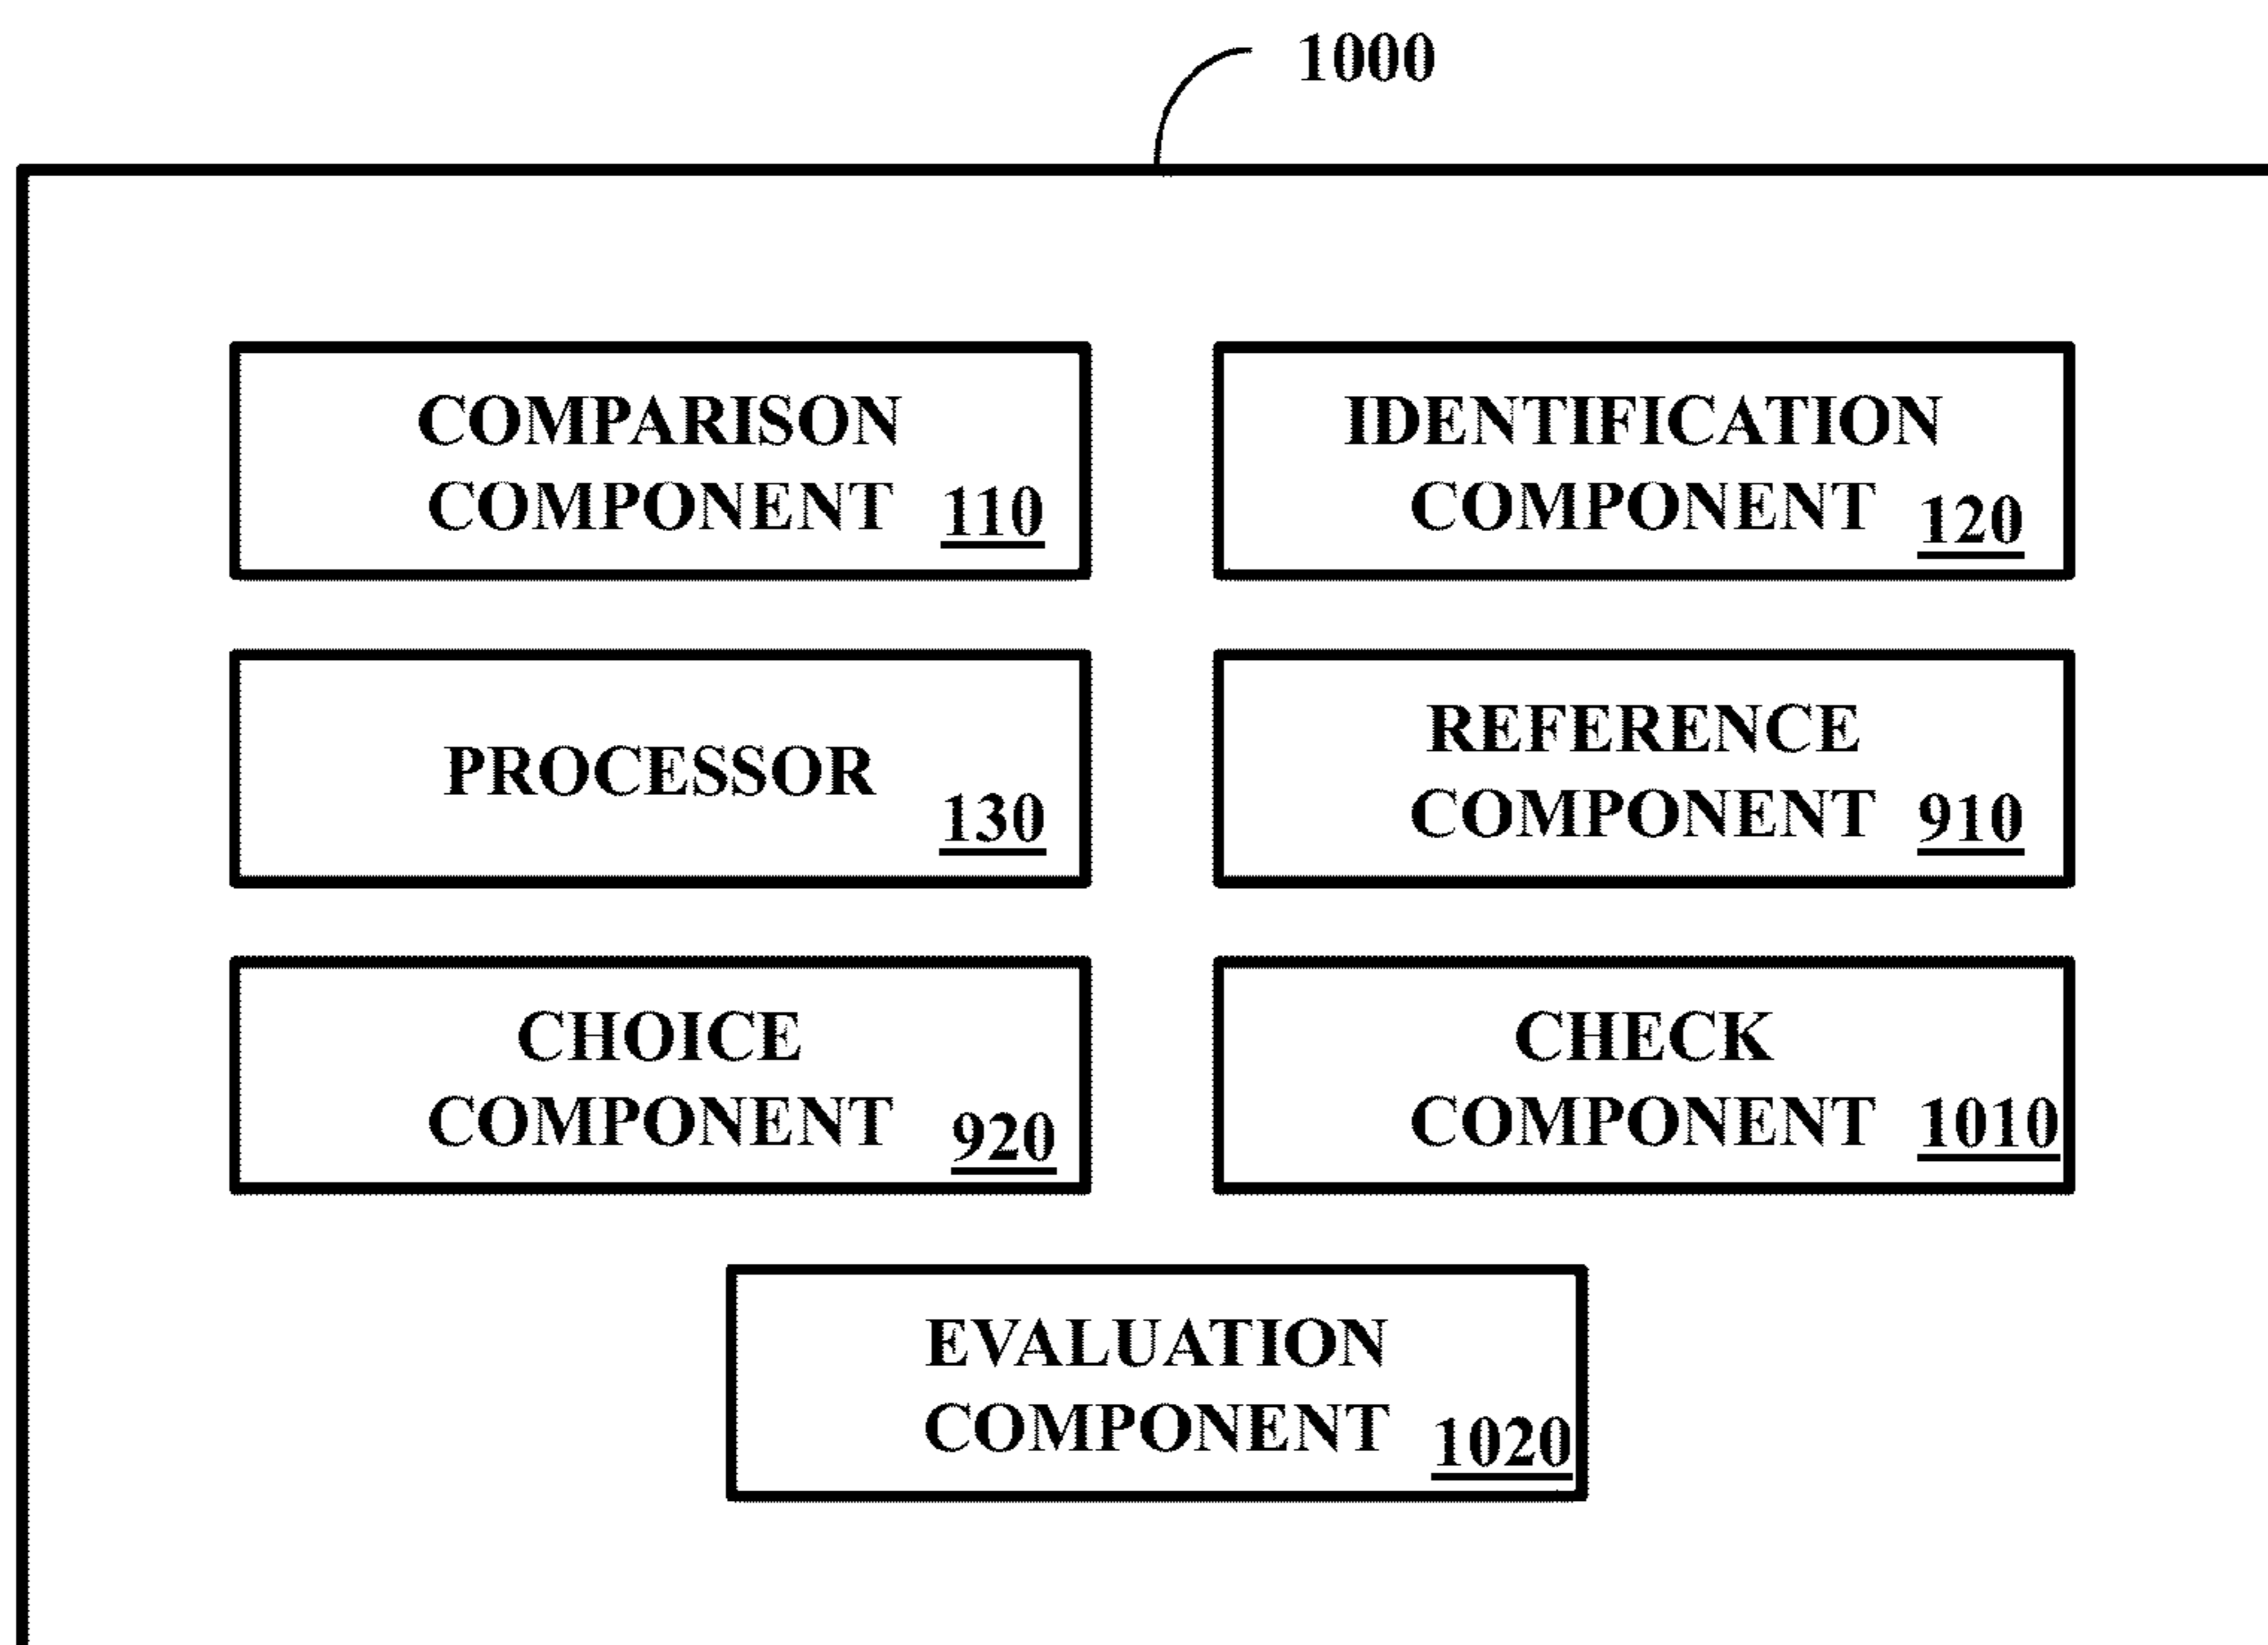 1000
COMPARISON
COMPONENT 110
IDENTIFICATION
COMPONENT 120
PROCESSOR
130
REFERENCE
COMPONENT 910
CHOICE
COMPONENT 920
CHECK
COMPONENT 1010
EVALUATION
COMPONENT 1020